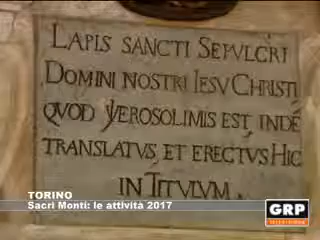 LAPIS SANCTI SEPVLCRI
DOMINI NOSTRI IESV CHRISTI
QVOD YEROSOLIMIS EST INDE
TRANSLATVS, ET ERECTVS HIC
IN TITVLVM.
TORINO
Sacri Monti: le attività 2017
GRP